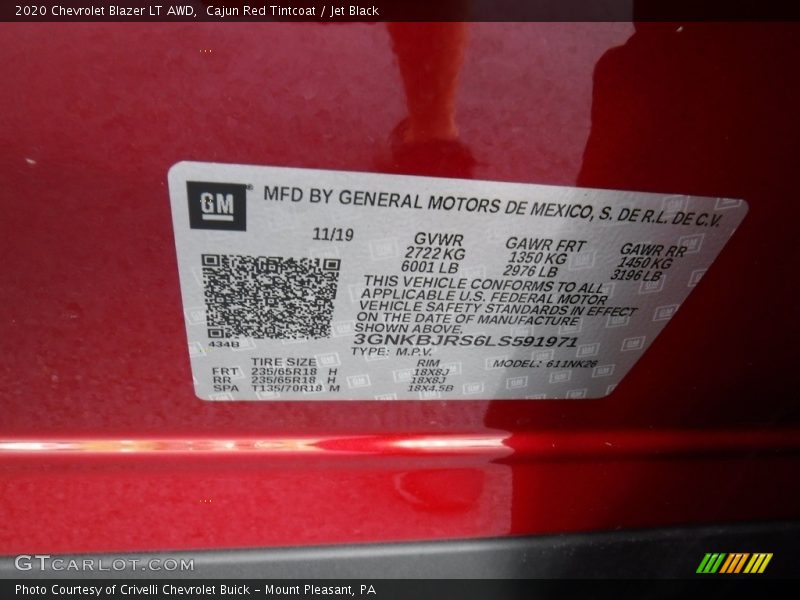 2020 Chevrolet Blazer LT AWD,  Cajun Red Tintcoat / Jet Black
GM® MFD BY GENERAL MOTORS DE MEXICO, S. DE R.L. DE C.V.
11/19 GVWR GAWR FRT GAWR RR
2722 KG 1350 KG 1450 KG
6001 LB 2976 LB 3196 LB
THIS VEHICLE CONFORMS TO ALL
APPLICABLE U.S. FEDERAL MOTOR
VEHICLE SAFETY STANDARDS IN EFFECT
ON THE DATE OF MANUFACTURE
SHOWN ABOVE.
434B 3GNKBJRS6LS591971
TYPE: M.P.V. MODEL: 611NK26
TIRE SIZE RIM
FRT 235/65R18 H 18X8J
RR 235/65R18 H 18X8J
SPA T135/70R18 M 18X4.5B
GTCARLOT.COM
Photo Courtesy of Crivelli Chevrolet Buick - Mount Pleasant, PA